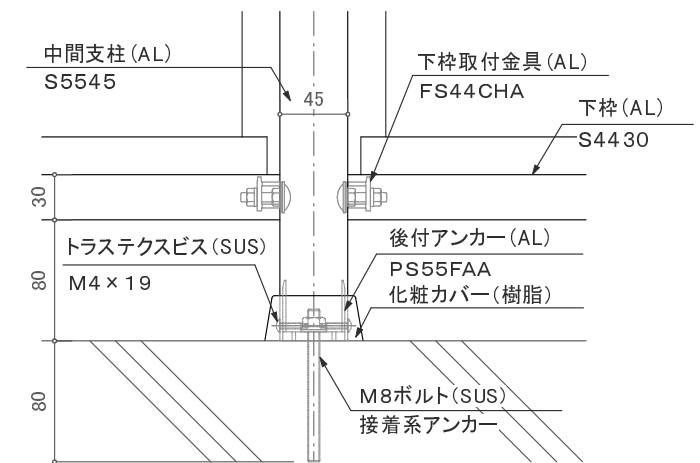 中間支柱(AL)
S5545
下枠取付金具(AL)
FS44CHA
45
下枠(AL)
S4430
30
トラステクスビス(SUS)
M4×19
80
後付アンカー(AL)
PS55FAA
化粧カバー(樹脂)
80
M8ボルト(SUS)
接着系アンカー